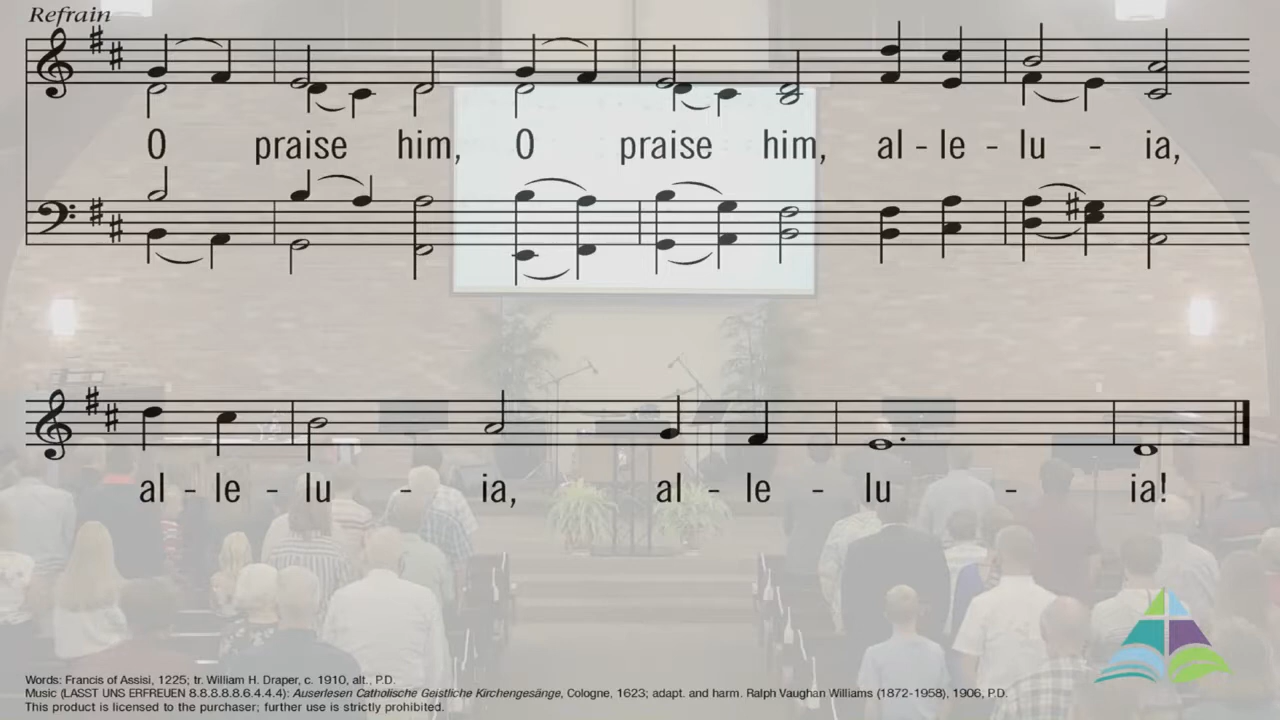 Refrain
O praise him, O praise him, al - le - lu - ia,
al - le - lu - ia, al - le - lu - ia!
Words: Francis of Assisi, 1225; tr. William H. Draper, c. 1910, alt., P.D.
Music (LASST UNS ERFREUEN 8.8.8.8.8.6.4.4.4): Auserlesen Catholische Geistliche Kirchengesänge, Cologne, 1623; adapt. and harm. Ralph Vaughan Williams (1872-1958), 1906, P.D.
This product is licensed to the purchaser; further use is strictly prohibited.